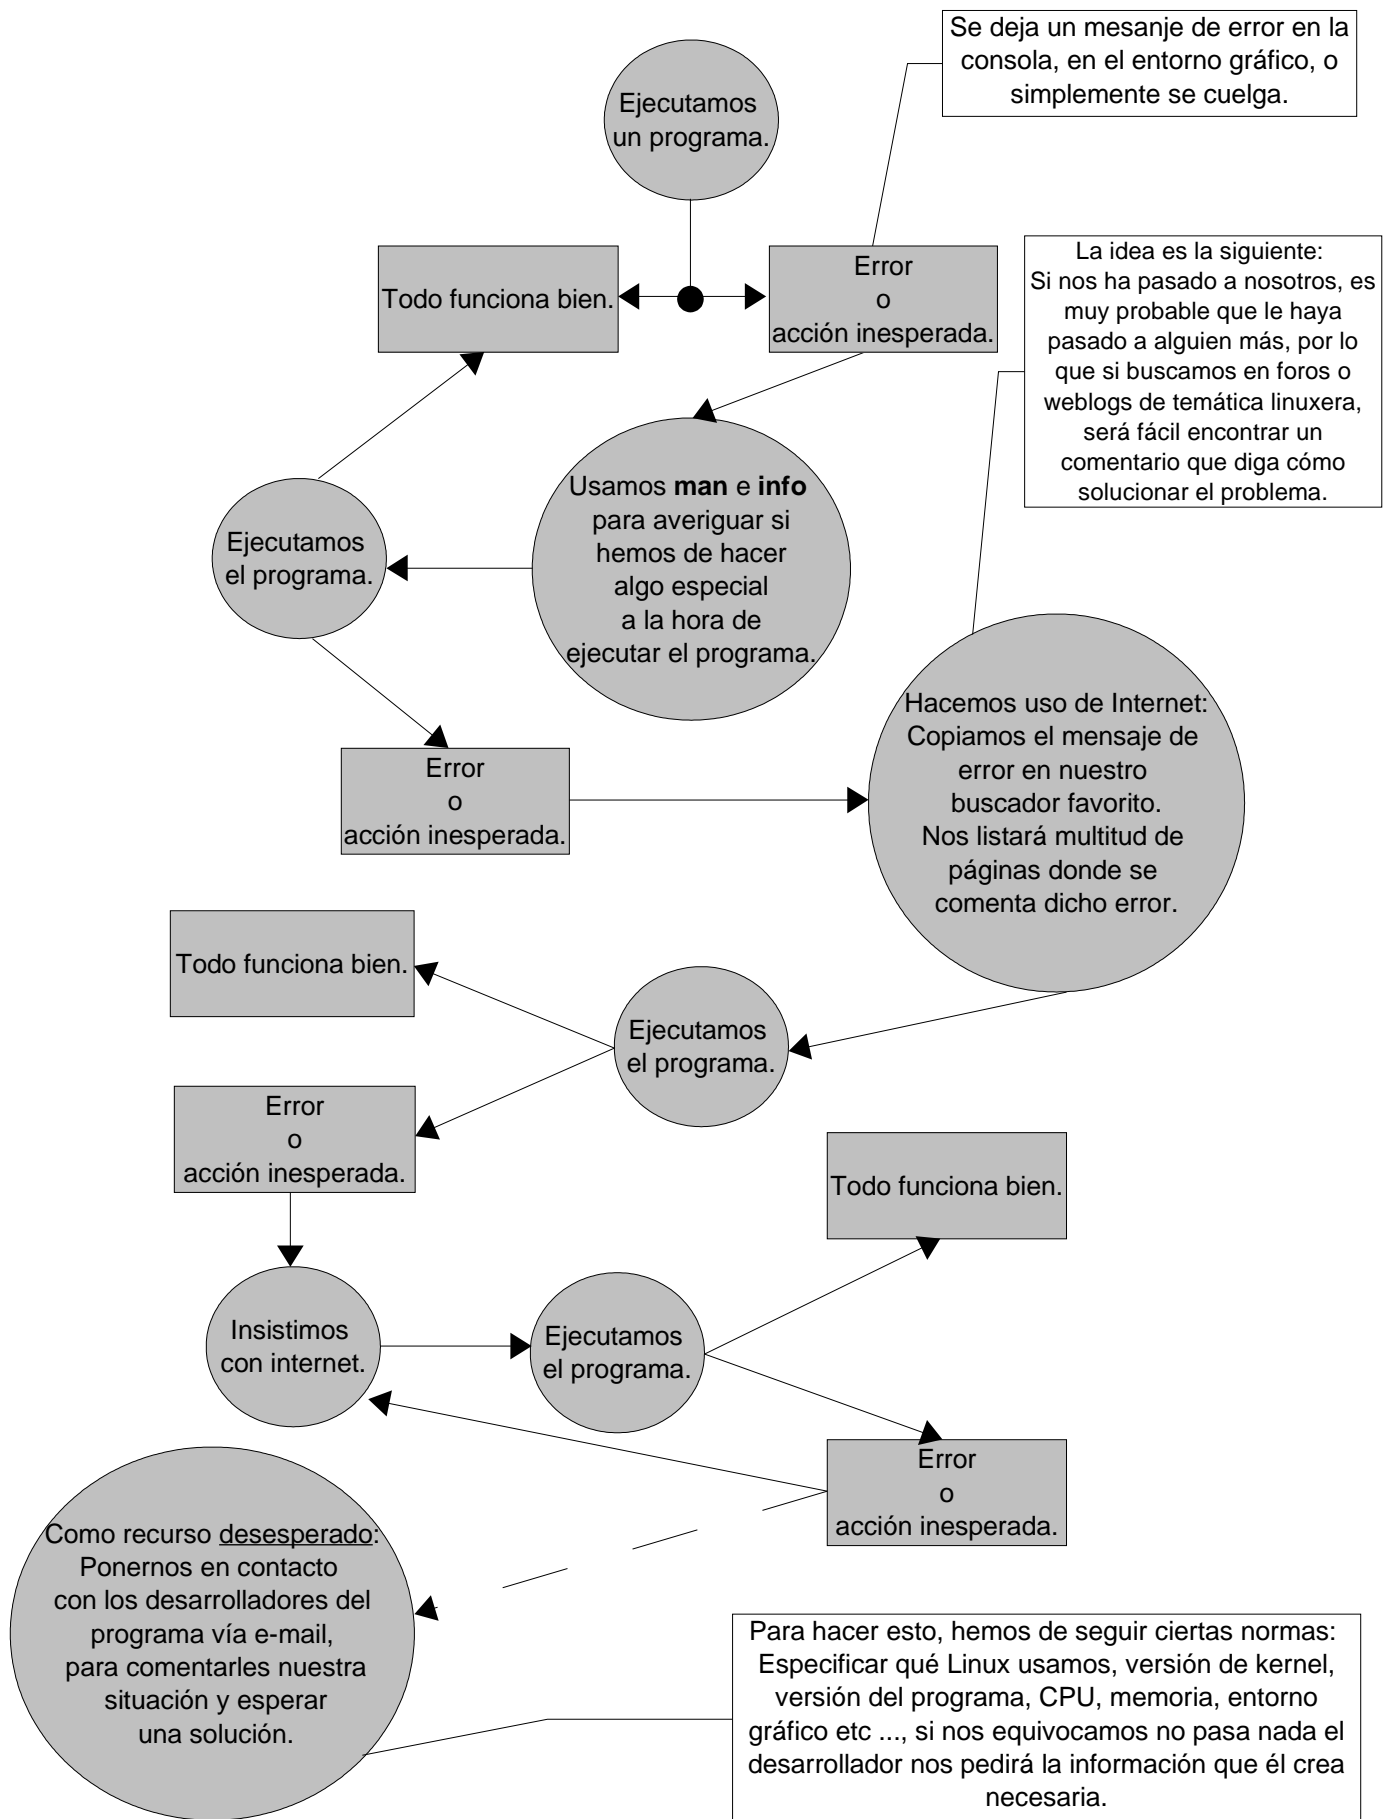 Se deja un mesanje de error en la
consola, en el entorno gráfico, o
simplemente se cuelga.
Ejecutamos
un programa.
Todo funciona bien.
Error
o
acción inesperada.
La idea es la siguiente:
Si nos ha pasado a nosotros, es
muy probable que le haya
pasado a alguien más, por lo
que si buscamos en foros o
weblogs de temática linuxera,
será fácil encontrar un
comentario que diga cómo
solucionar el problema.
Usamos man e info
para averiguar si
hemos de hacer
algo especial
a la hora de
ejecutar el programa.
Ejecutamos
el programa.
Error
o
acción inesperada.
Hacemos uso de Internet:
Copiamos el mensaje de
error en nuestro
buscador favorito.
Nos listará multitud de
páginas donde se
comenta dicho error.
Todo funciona bien.
Ejecutamos
el programa.
Error
o
acción inesperada.
Todo funciona bien.
Insistimos
con internet.
Ejecutamos
el programa.
Error
o
acción inesperada.
Como recurso desesperado:
Ponernos en contacto
con los desarrolladores del
programa vía e-mail,
para comentarles nuestra
situación y esperar
una solución.
Para hacer esto, hemos de seguir ciertas normas:
Especificar qué Linux usamos, versión de kernel,
versión del programa, CPU, memoria, entorno
gráfico etc ..., si nos equivocamos no pasa nada el
desarrollador nos pedirá la información que él crea
necesaria.